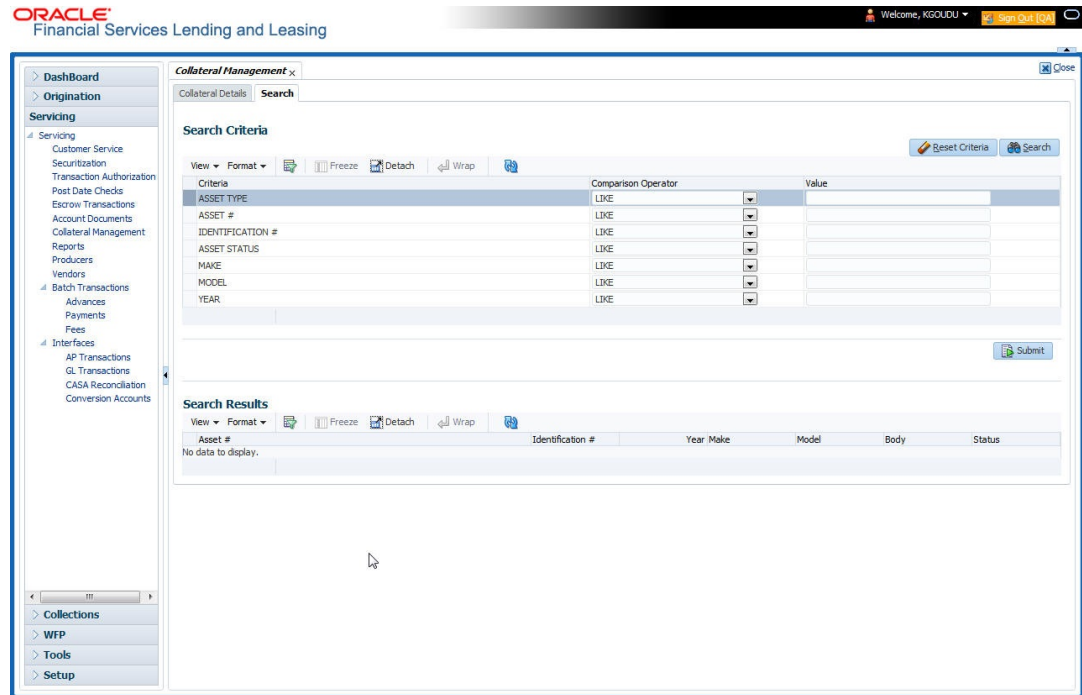 ORACLE
Financial Services Lending and Leasing
Welcome, KGOUDU
Sign Out [QA]
Close
DashBoard
Origination
Servicing
Servicing
Customer Service
Securitization
Transaction Authorization
Post Date Checks
Escrow Transactions
Account Documents
Collateral Management
Reports
Producers
Vendors
Batch Transactions
Advances
Payments
Fees
Interfaces
AP Transactions
GL Transactions
CASA Reconciliation
Conversion Accounts
Collections
WFP
Tools
Setup
Collateral Management x
Collateral Details Search
Search Criteria
Reset Criteria Search
View Format Freeze Detach Wrap
Criteria Comparison Operator Value
ASSET TYPE LIKE
ASSET # LIKE
IDENTIFICATION # LIKE
ASSET STATUS LIKE
MAKE LIKE
MODEL LIKE
YEAR LIKE
Submit
Search Results
View Format Freeze Detach Wrap
Asset # Identification # Year Make Model Body Status
No data to display.